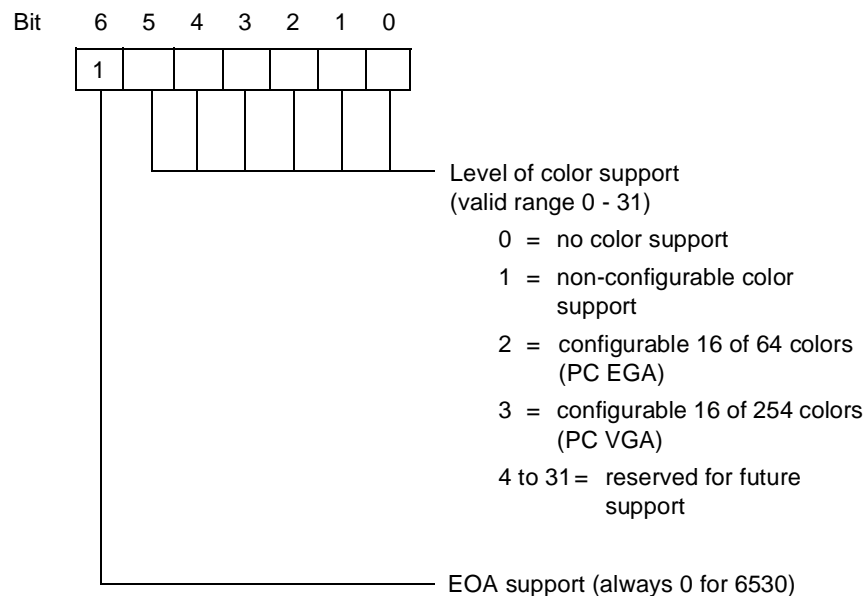 Bit 6 5 4 3 2 1 0
1
Level of color support
(valid range 0 - 31)
0 = no color support
1 = non-configurable color
support
2 = configurable 16 of 64 colors
(PC EGA)
3 = configurable 16 of 254 colors
(PC VGA)
4 to 31 = reserved for future
support
EOA support (always 0 for 6530)